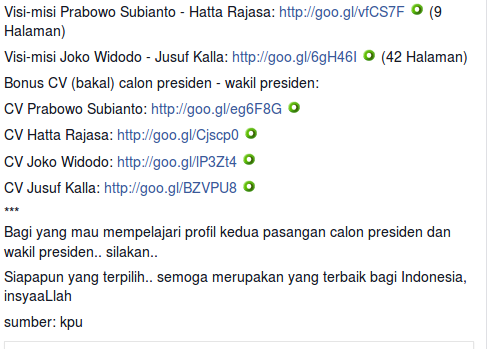 Visi-misi Prabowo Subianto - Hatta Rajasa: http://goo.gl/vfCS7F (9
Halaman)
Visi-misi Joko Widodo - Jusuf Kalla: http://goo.gl/6gH46I (42 Halaman)
Bonus CV (bakal) calon presiden - wakil presiden:
CV Prabowo Subianto: http://goo.gl/eg6F8G
CV Hatta Rajasa: http://goo.gl/Cjscp0
CV Joko Widodo: http://goo.gl/lP3Zt4
CV Jusuf Kalla: http://goo.gl/BZVPU8
***
Bagi yang mau mempelajari profil kedua pasangan calon presiden dan
wakil presiden.. silakan..
Siapapun yang terpilih.. semoga merupakan yang terbaik bagi Indonesia,
insyaaLlah
sumber: kpu